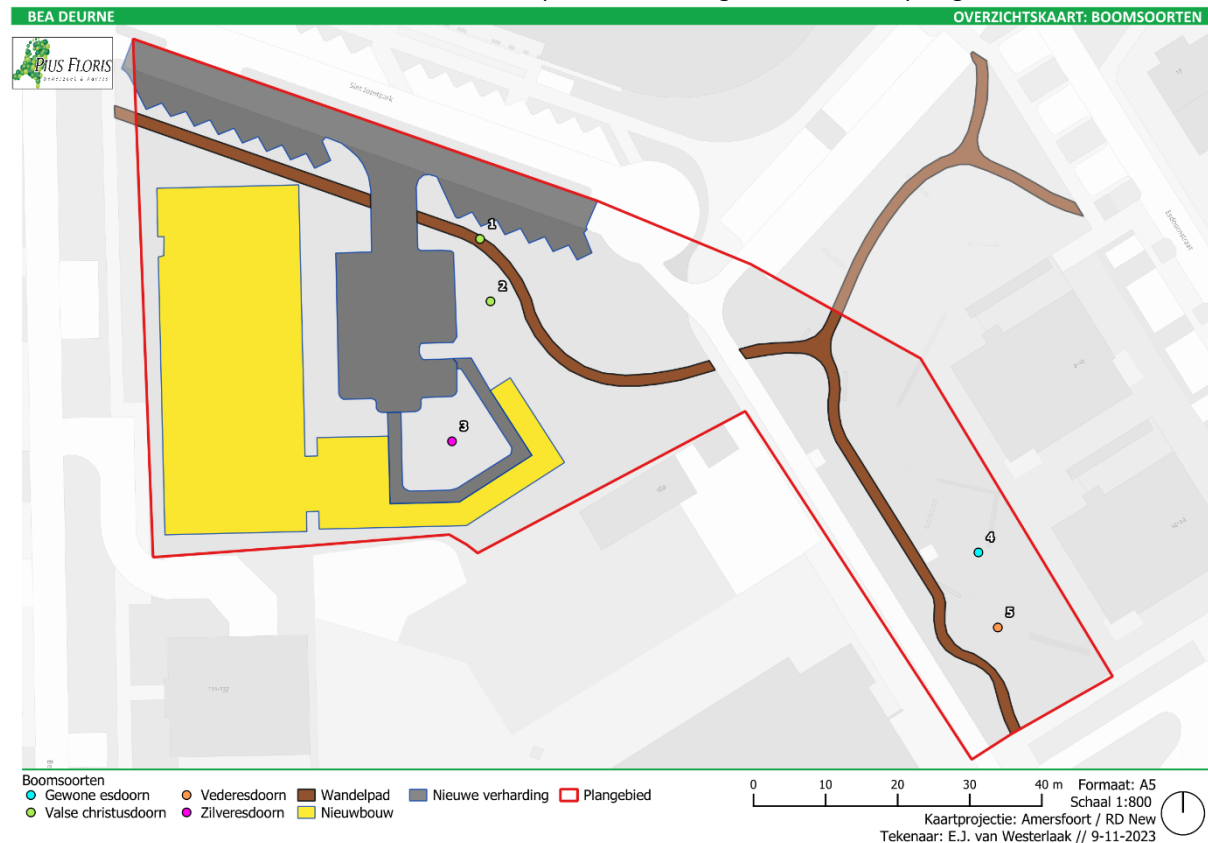 BEA DEURNE
OVERZICHTSKAART: BOOMSOORTEN
PIUS FLORIS
Sint Jozefpark
Esdoornstraat
1
2
3
4
5
Boomsoorten
Gewone esdoorn
Valse christusdoorn
Vederesdoorn
Zilveresdoorn
Wandelpad
Nieuwbouw
Nieuwe verharding
Plangebied
0 10 20 30 40 m
Formaat: A5
Schaal 1:800
Kaartprojectie: Amersfoort / RD New
Tekenaar: E.J. van Westerlaak // 9-11-2023